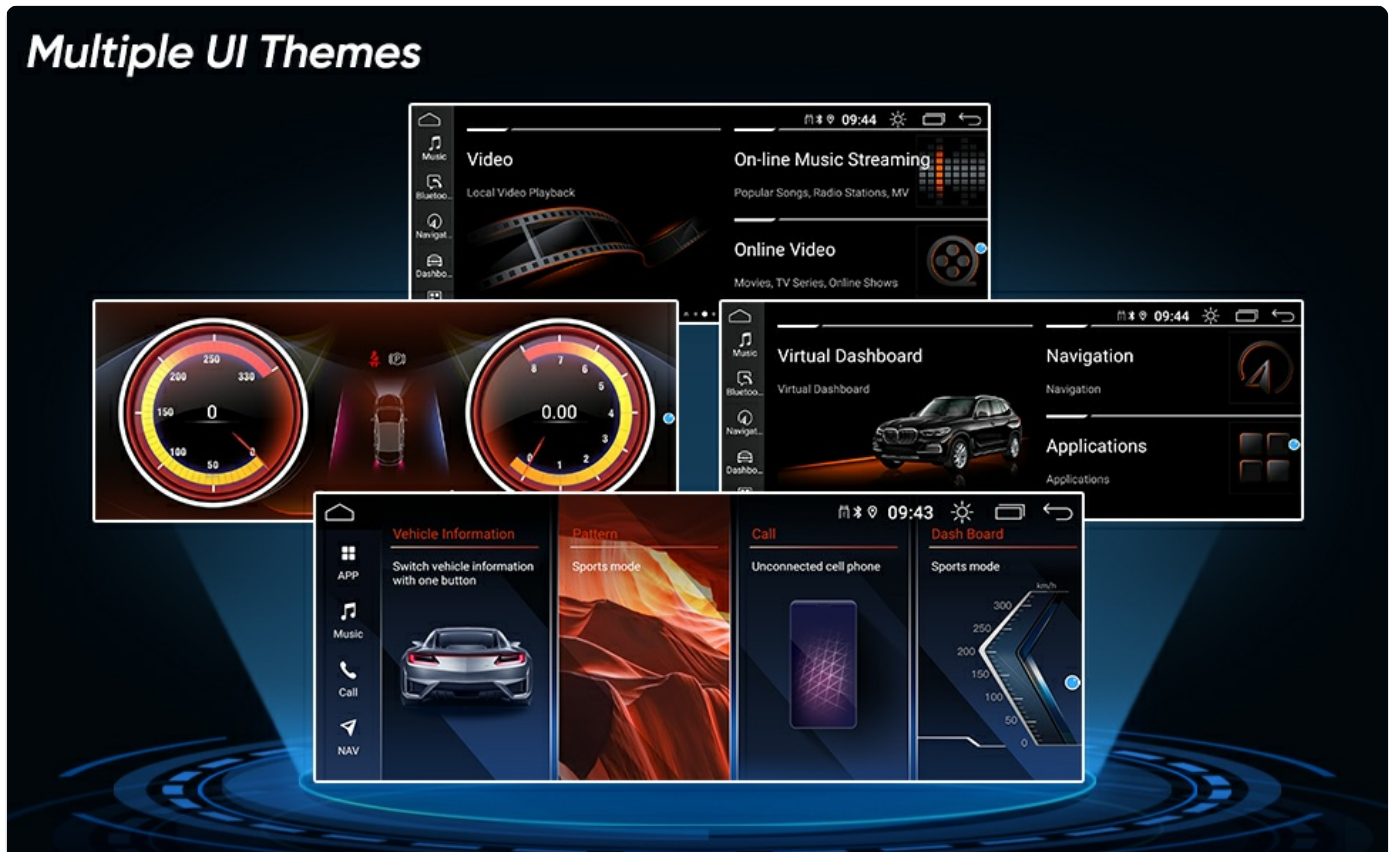 Multiple UI Themes
09:44
Music
Video
On-line Music Streaming
Local Video Playback
Popular Songs, Radio Stations, MV
Bluetoo...
Navigat...
Online Video
Dashbo...
Movies, TV Series, Online Shows
250
200
330
150
0
100
50
0
P
8
7
6
5
4
3
2
1
0
0.00
09:44
Music
Virtual Dashboard
Navigation
Virtual Dashboard
Navigation
Bluetoo...
Navigat...
Applications
Dashbo...
Applications
09:43
APP
Music
Call
NAV
Vehicle Information
Switch vehicle information
with one button
Pattern
Sports mode
Call
Unconnected cell phone
Dash Board
Sports mode
km/h
300
250
200
150
100
50
0